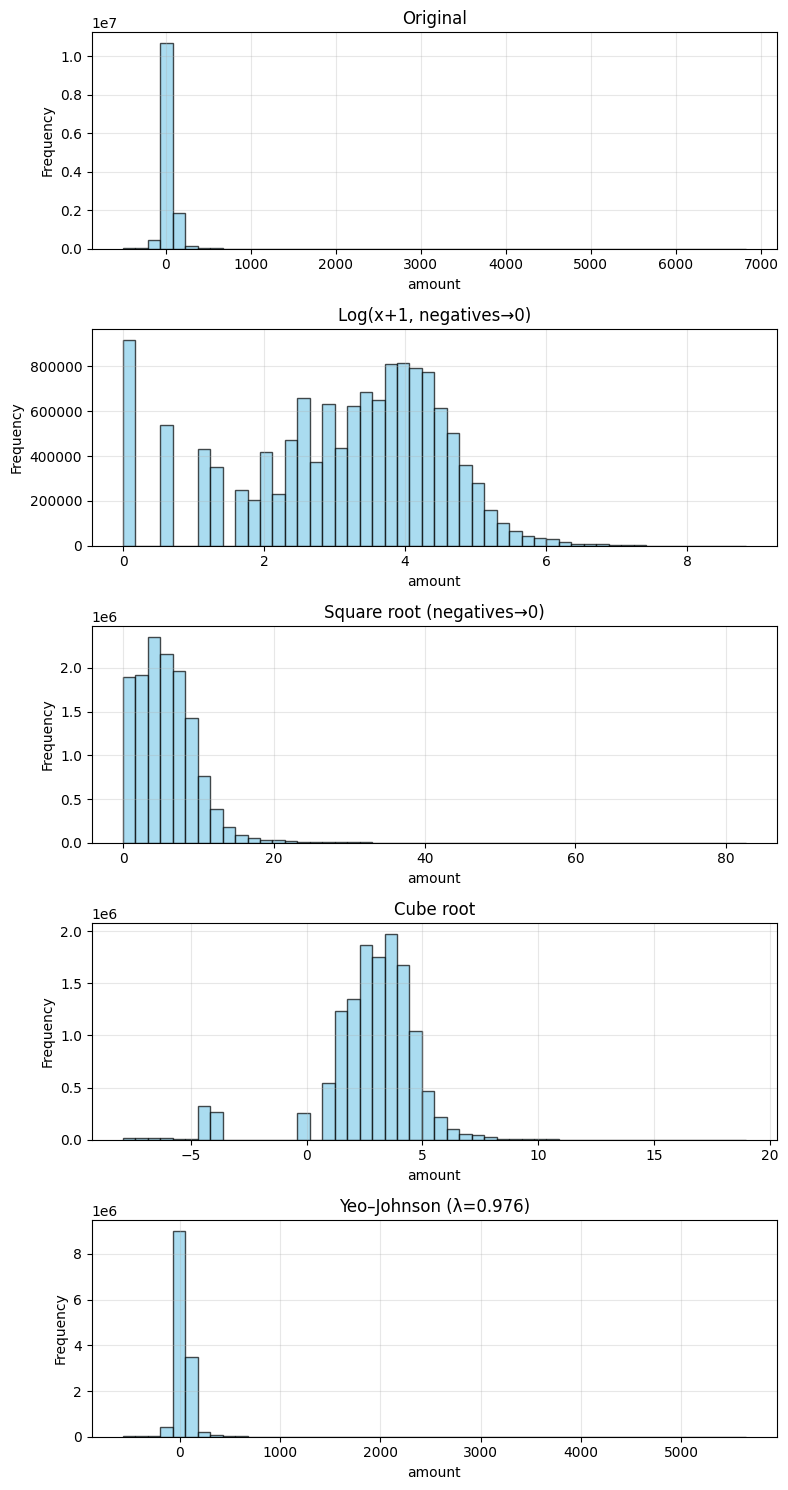 Original
1e7
1.0
0.8
0.6
0.4
0.2
0.0
Frequency
0 1000 2000 3000 4000 5000 6000 7000
amount
Log(x+1, negatives→0)
800000
600000
400000
200000
0
Frequency
0 2 4 6 8
amount
Square root (negatives→0)
1e6
2.0
1.5
1.0
0.5
0.0
Frequency
0 20 40 60 80
amount
Cube root
1e6
2.0
1.5
1.0
0.5
0.0
Frequency
−5 0 5 10 15 20
amount
Yeo–Johnson (λ=0.976)
1e6
8
6
4
2
0
Frequency
0 1000 2000 3000 4000 5000
amount